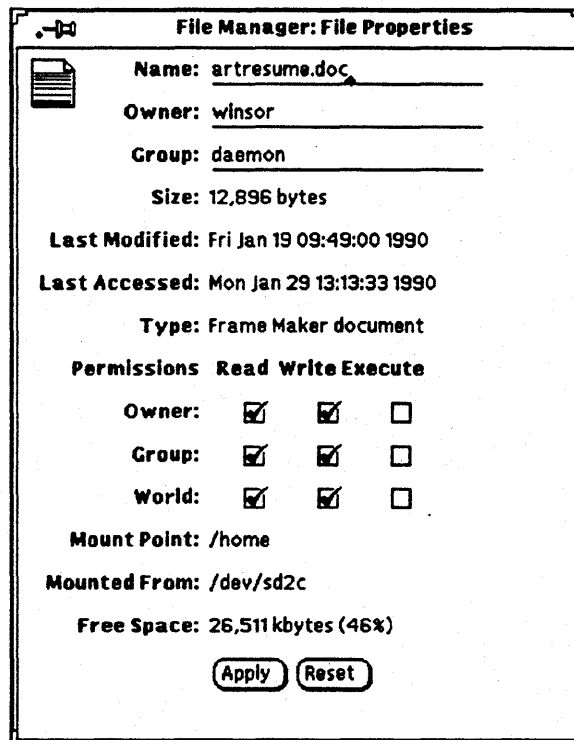 File Manager: File Properties
Name: artresume.doc
Owner: winsor
Group: daemon
Size: 12,896 bytes
Last Modified: Fri Jan 19 09:49:00 1990
Last Accessed: Mon Jan 29 13:13:33 1990
Type: Frame Maker document
Permissions Read Write Execute
Owner:
Group:
World:
Mount Point: /home
Mounted From: /dev/sd2c
Free Space: 26,511 kbytes (46%)
Apply Reset